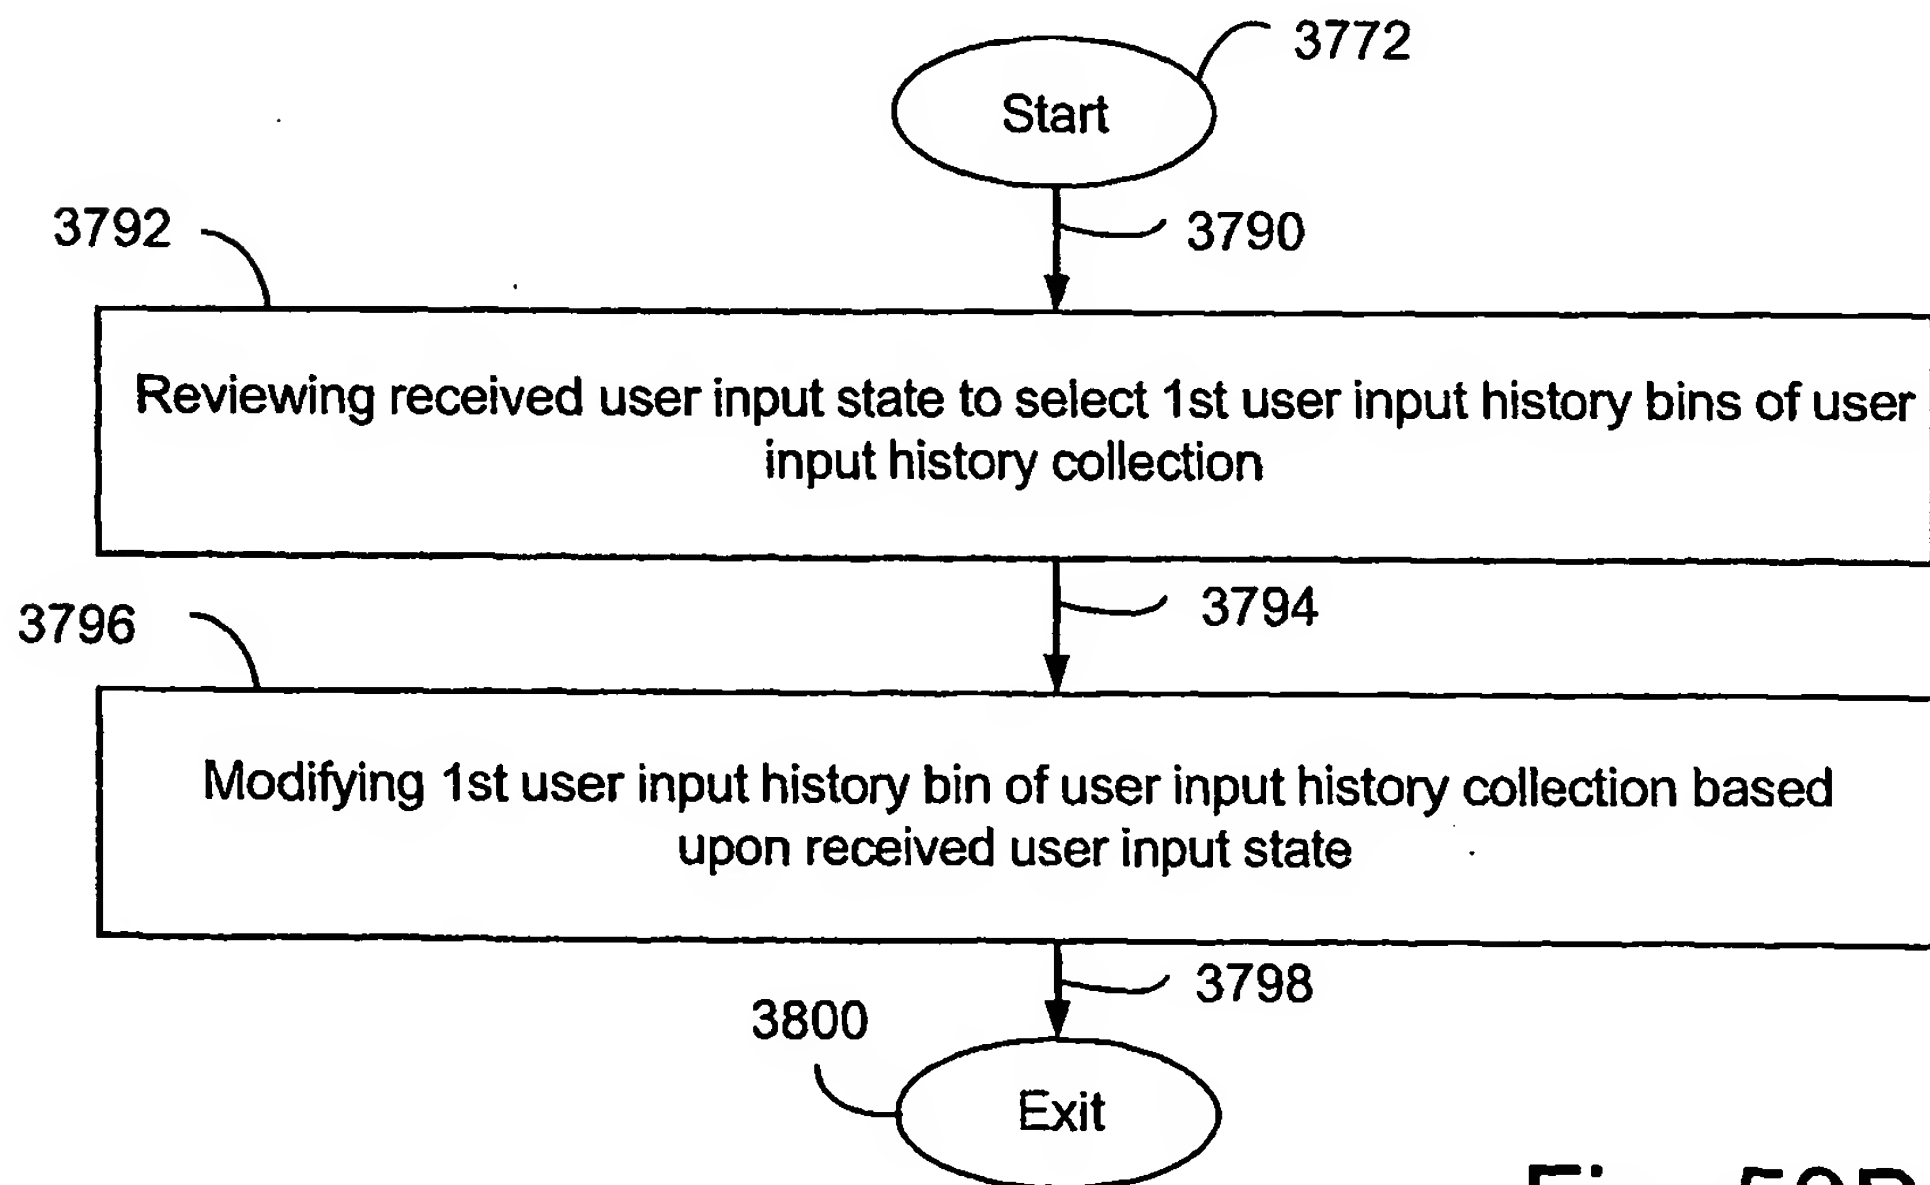 3772
Start
3790
3792
Reviewing received user input state to select 1st user input history bins of user
input history collection
3794
3796
Modifying 1st user input history bin of user input history collection based
upon received user input state
3798
3800
Exit